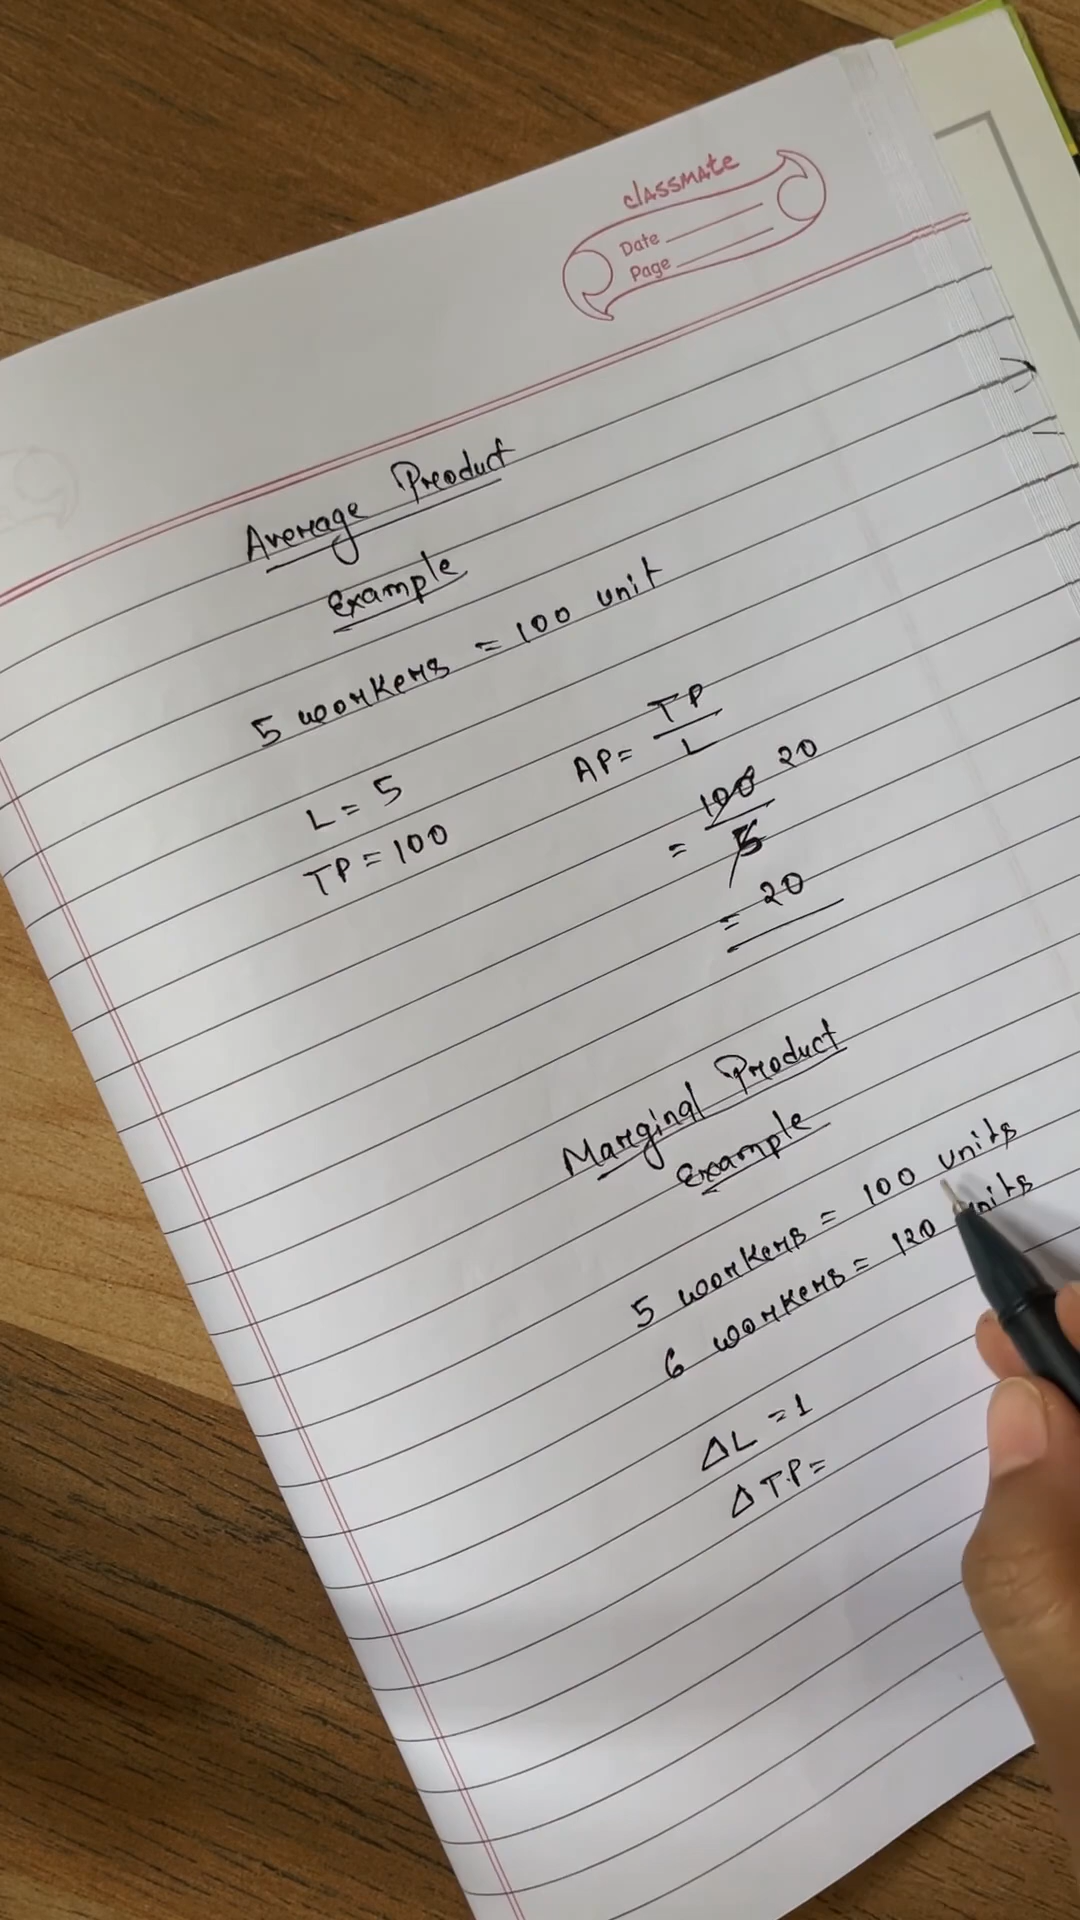 classmate
Date
Page
Average Product
Example
5 workers = 100 unit
L = 5
TP = 100
AP = TP/L
= 100/5 20
= 20
Marginal Product
Example
5 workers = 100 units
6 workers = 120 units
ΔL = 1
ΔT.P =